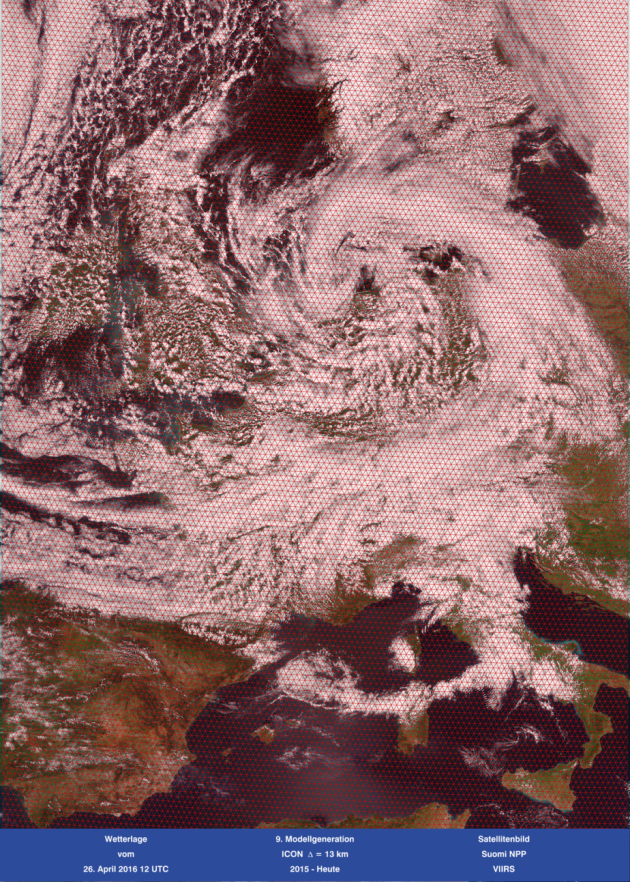 Wetterlage
vom
26. April 2016 12 UTC
9. Modellgeneration
ICON Δ = 13 km
2015 - Heute
Satellitenbild
Suomi NPP
VIIRS